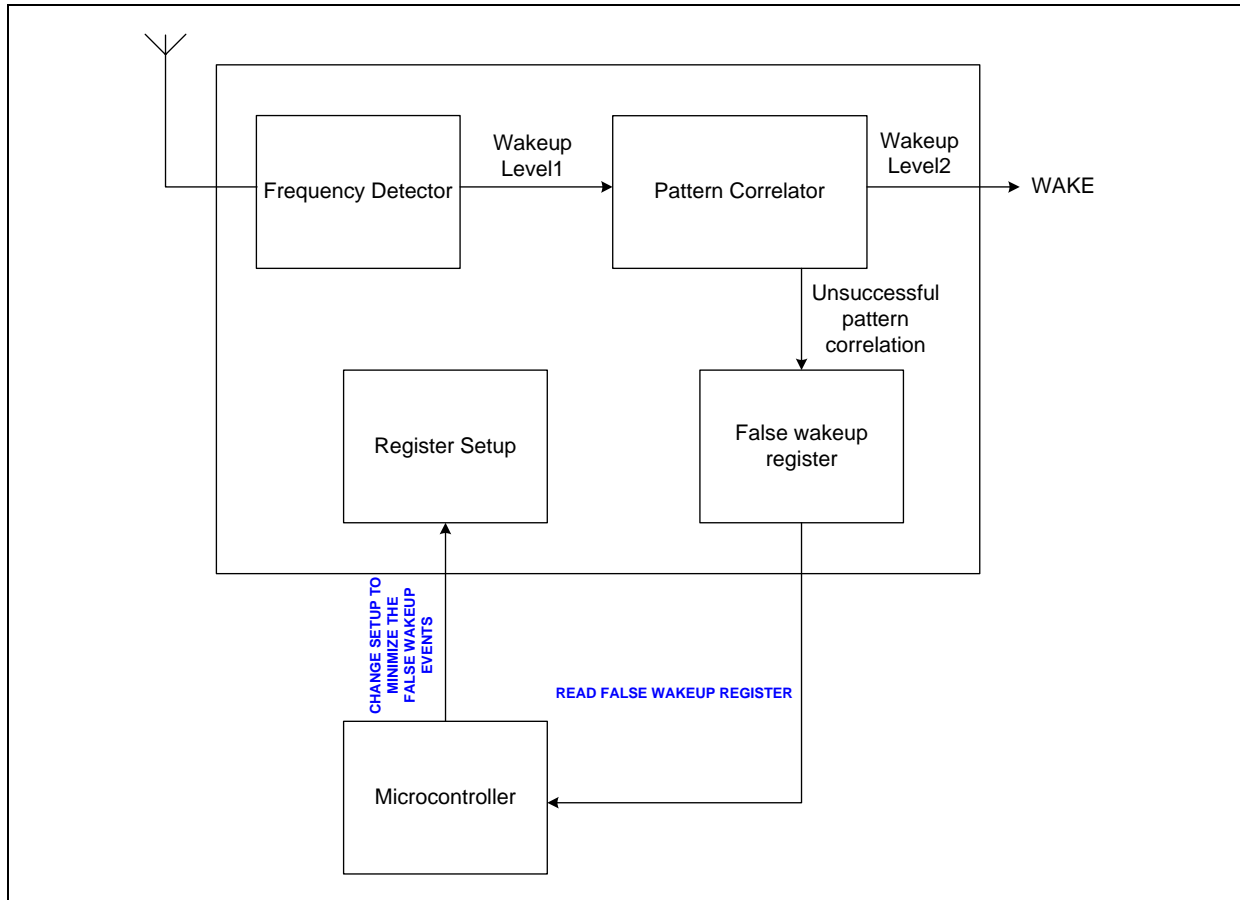 Wakeup
Level1
Wakeup
Level2
Frequency Detector
Pattern Correlator
WAKE
Unsuccessful
pattern
correlation
Register Setup
False wakeup
register
CHANGE SETUP TO
MINIMIZE THE
FALSE WAKEUP
EVENTS
READ FALSE WAKEUP REGISTER
Microcontroller